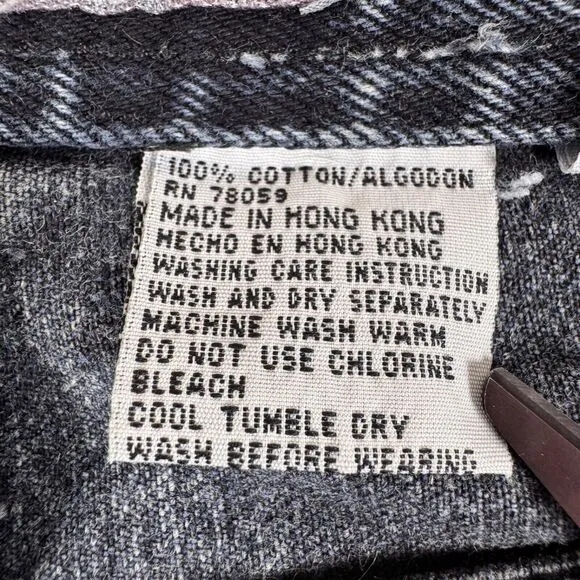 100% COTTON/ALGODON
RN 78059
MADE IN HONG KONG
HECHO EN HONG KONG
WASHING CARE INSTRUCTION
WASH AND DRY SEPARATELY
MACHINE WASH WARM
DO NOT USE CHLORINE
BLEACH
COOL TUMBLE DRY
WASH BEFORE WEARING